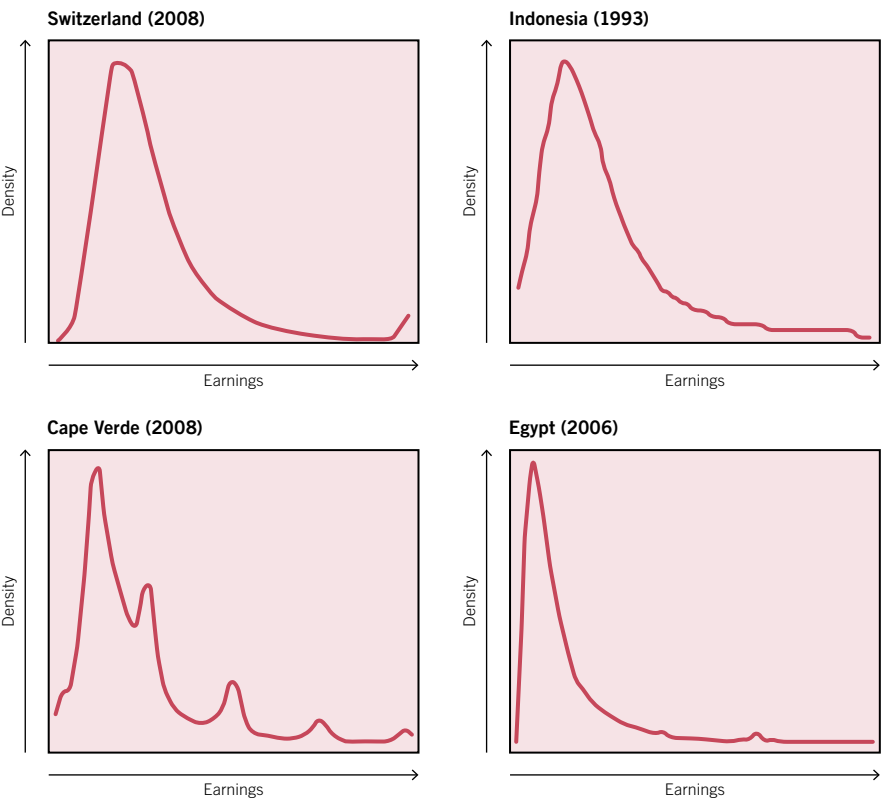 Switzerland (2008)
Density
Earnings
Indonesia (1993)
Density
Earnings
Cape Verde (2008)
Density
Earnings
Egypt (2006)
Density
Earnings